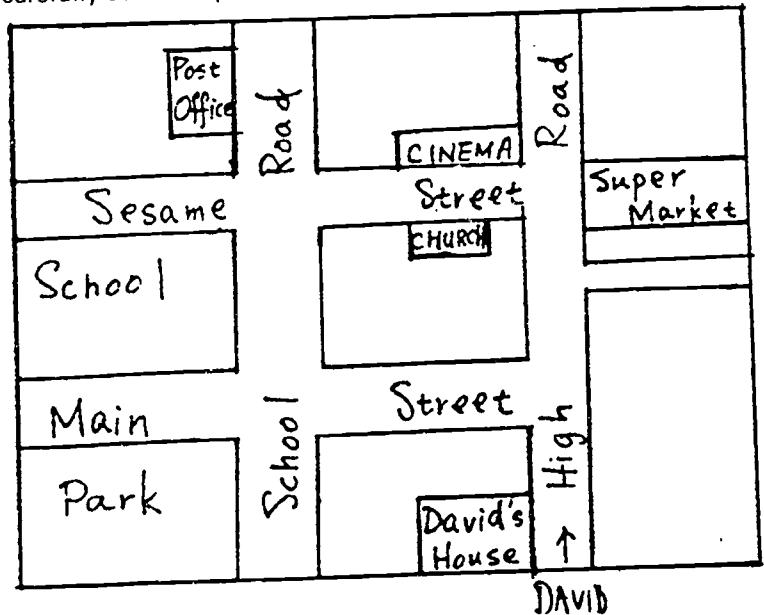 Post
Office
Road
Road
CINEMA
Sesame
Street
Super
Market
CHURCH
School
Main
Street
School
High
Park
David's
House
DAVID